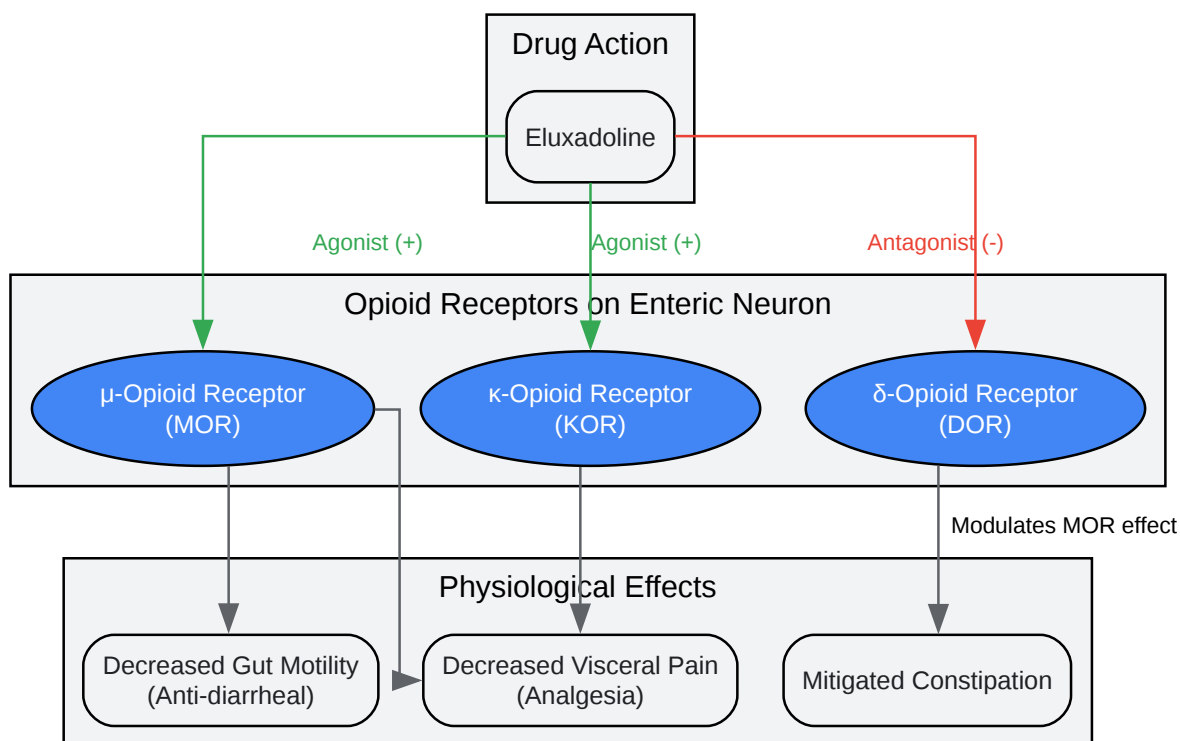 Drug Action
Eluxadoline
Agonist (+)
Agonist (+)
Antagonist (-)
Opioid Receptors on Enteric Neuron
μ-Opioid Receptor
(MOR)
κ-Opioid Receptor
(KOR)
δ-Opioid Receptor
(DOR)
Modulates MOR effect
Physiological Effects
Decreased Gut Motility
(Anti-diarrheal)
Decreased Visceral Pain
(Analgesia)
Mitigated Constipation